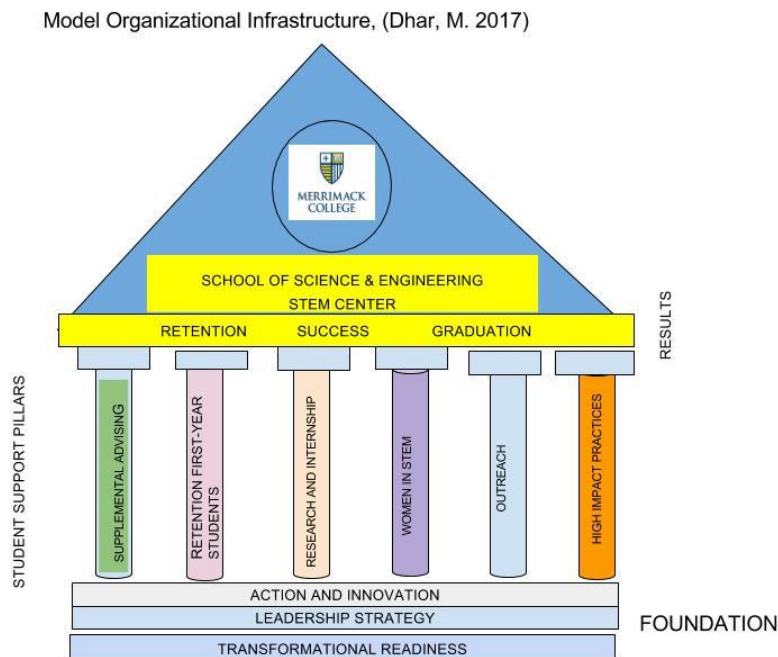 Model Organizational Infrastructure, (Dhar, M. 2017)
MERRIMACK
COLLEGE
SCHOOL OF SCIENCE & ENGINEERING
STEM CENTER
RETENTION SUCCESS GRADUATION
RESULTS
STUDENT SUPPORT PILLARS
SUPPLEMENTAL ADVISING
RETENTION FIRST-YEAR
STUDENTS
RESEARCH AND INTERNSHIP
WOMEN IN STEM
OUTREACH
HIGH IMPACT PRACTICES
ACTION AND INNOVATION
LEADERSHIP STRATEGY
FOUNDATION
TRANSFORMATIONAL READINESS